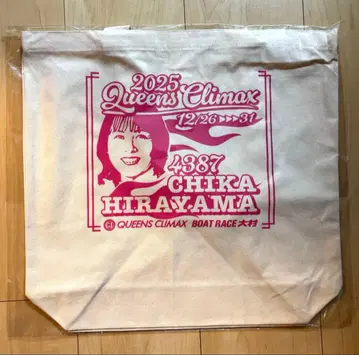 2025
Queens Climax
12/26>>>31
4387
CHIKA
HIRAYAMA
QUEENS CLIMAX BOAT RACE 大村